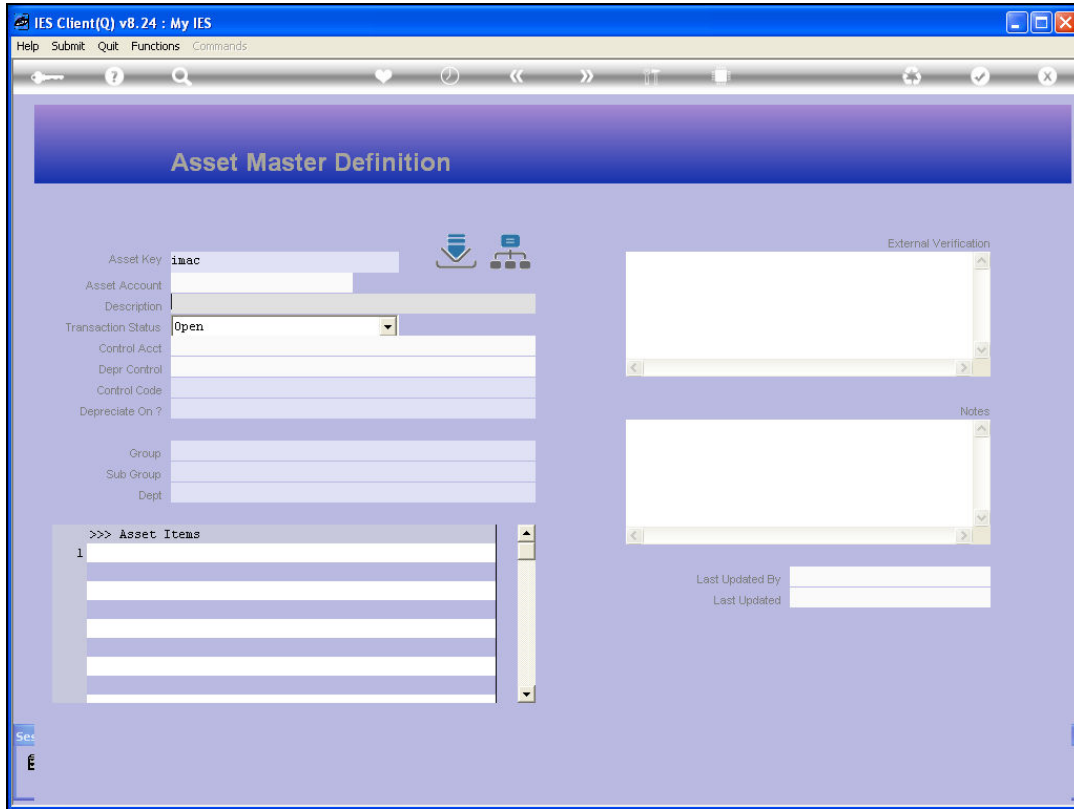 IES Client(Q) v8.24 : My IES
Help Submit Quit Functions Commands
Asset Master Definition
Asset Key imac
Asset Account
Description
Transaction Status Open
Control Acct
Depr Control
Control Code
Depreciate On ?
Group
Sub Group
Dept
>>> Asset Items
1
External Verification
Notes
Last Updated By
Last Updated